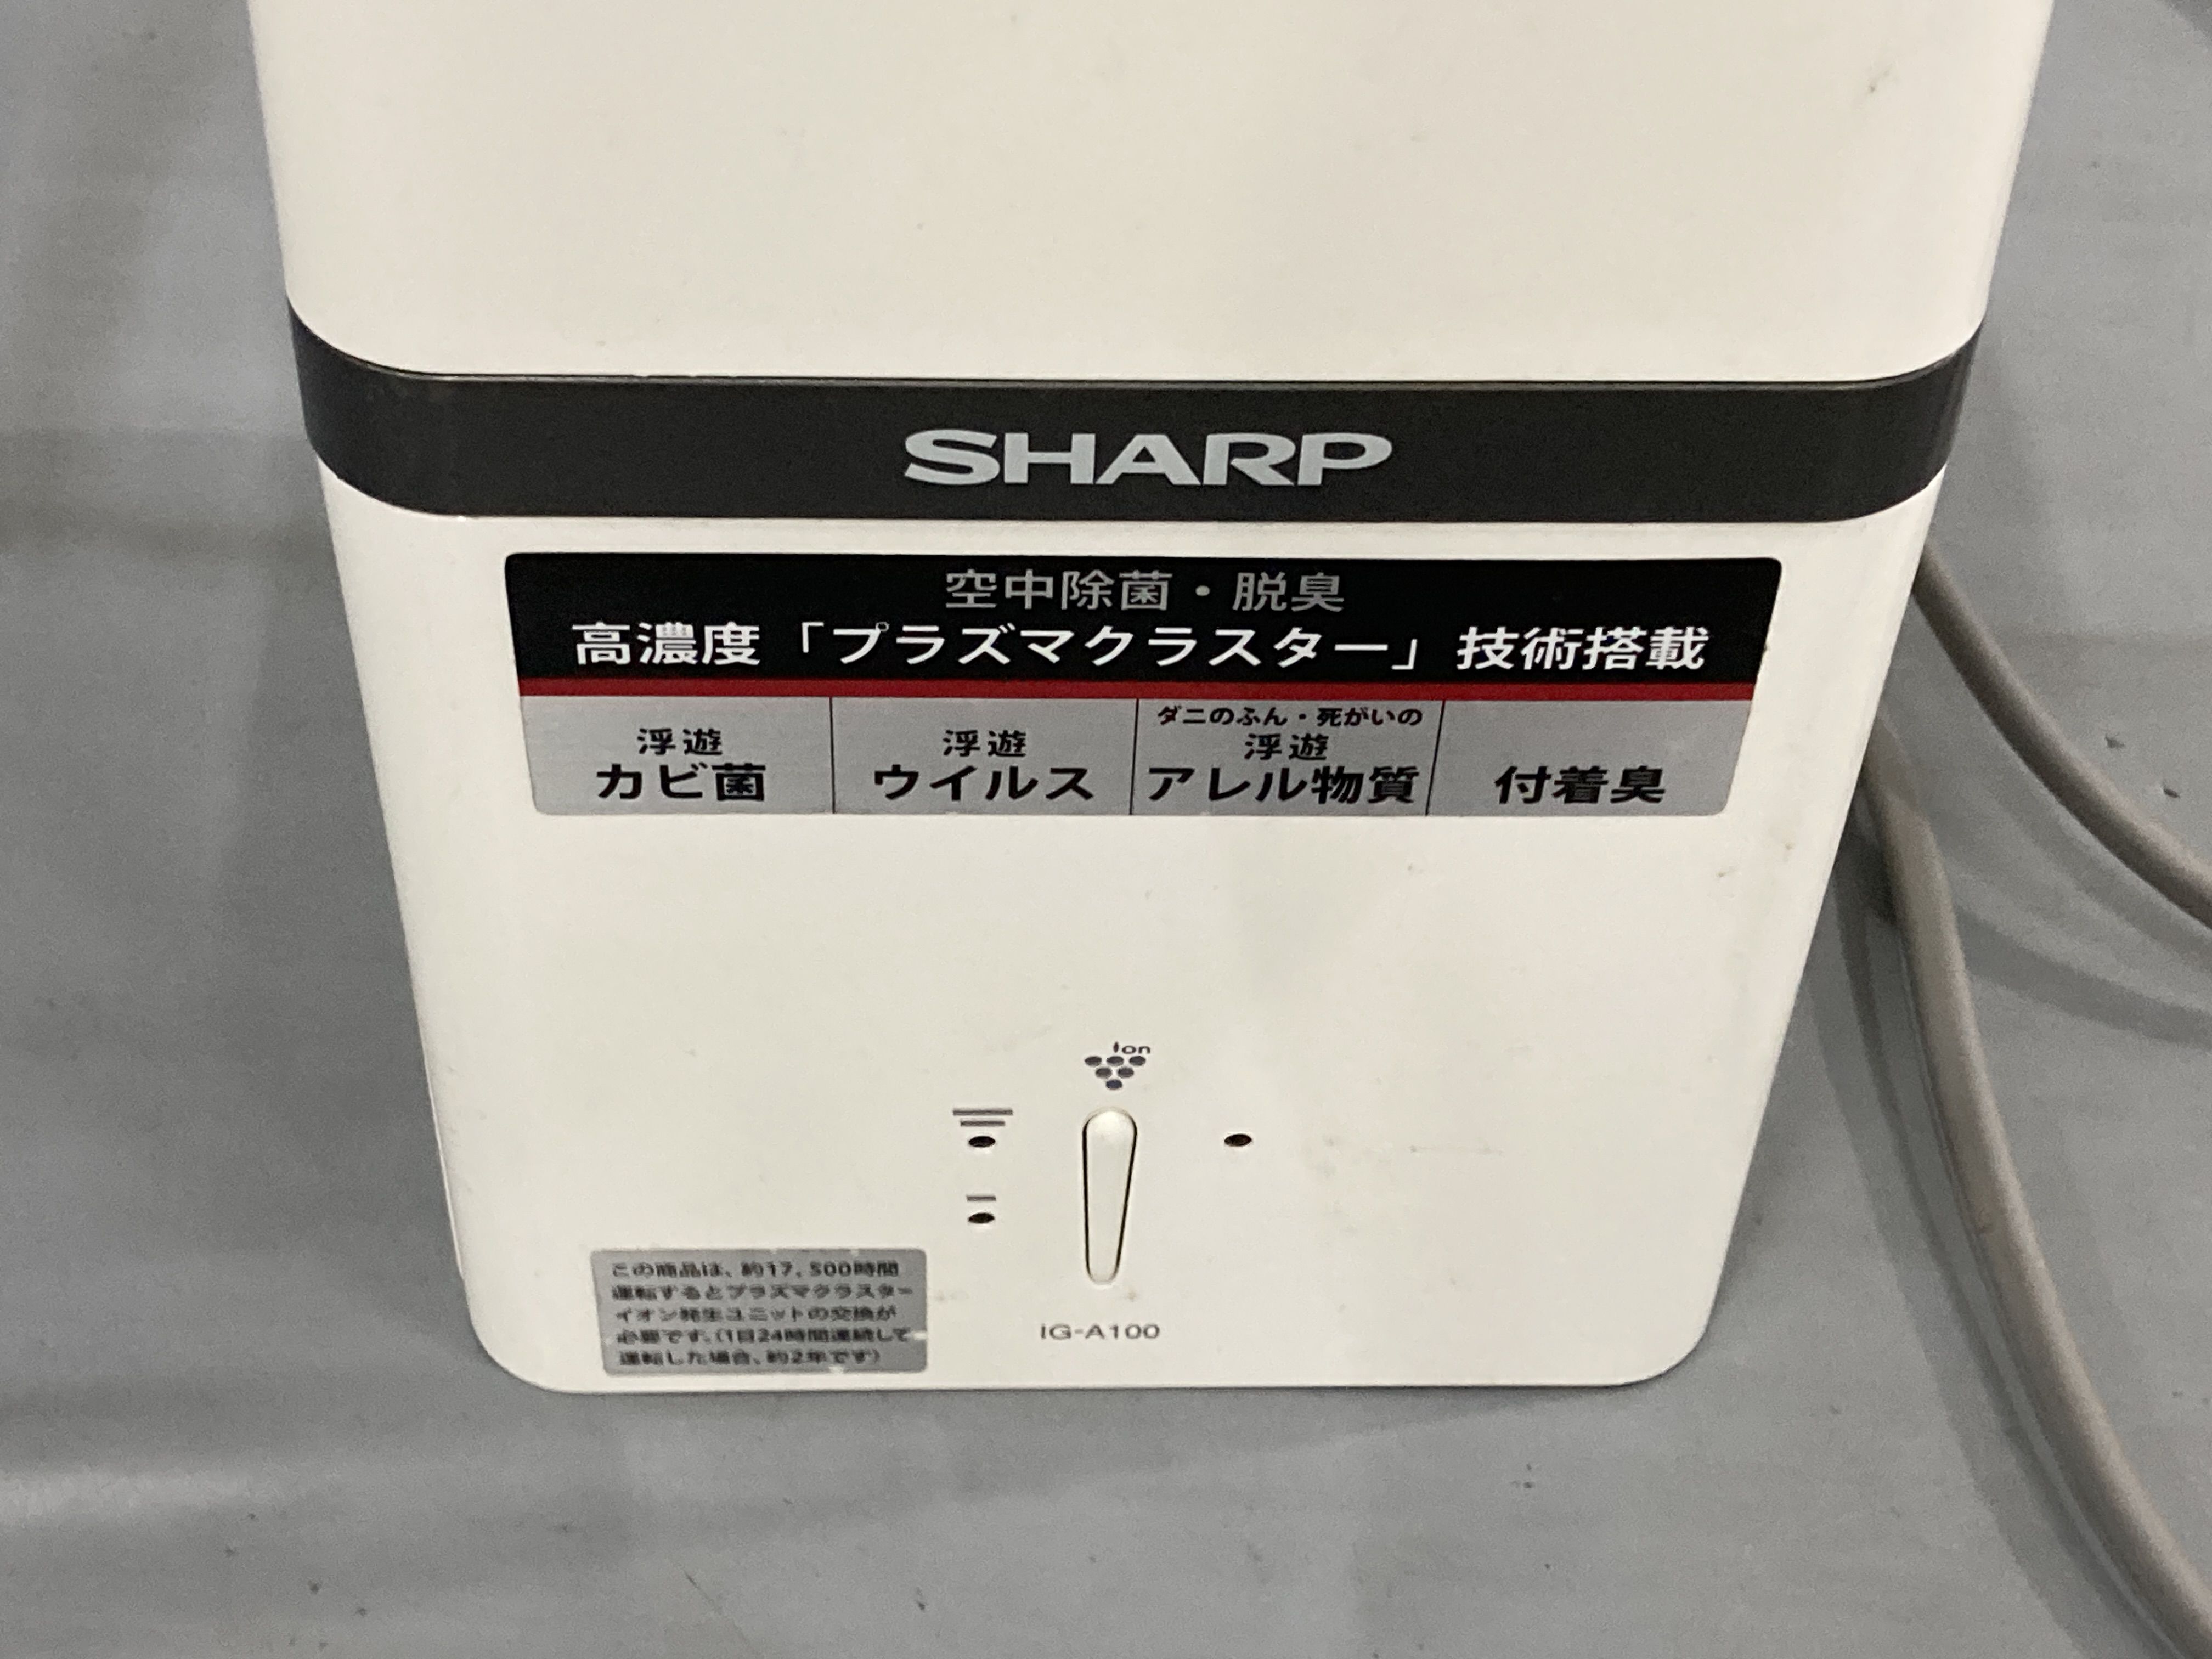 SHARP
空中除菌・脱臭
高濃度「プラズマクラスター」技術搭載
浮遊
カビ菌
浮遊
ウイルス
ダニのふん・死がいの
浮遊
アレル物質
付着臭
ion
この商品は、約17,500時間
運転するとプラズマクラスター
イオン発生ユニットの交換が
必要です。(1日24時間連続して
運転した場合、約2年です)
IG-A100